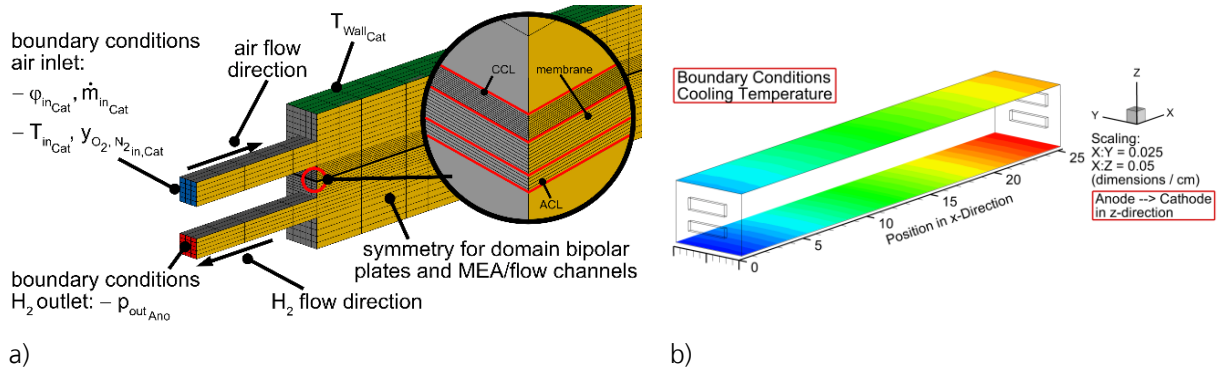 boundary conditions
air inlet:
– φinCat, ṁinCat
– TinCat, yO2, N2in,Cat
air flow
direction
TWallCat
CCL
membrane
ACL
symmetry for domain bipolar
plates and MEA/flow channels
boundary conditions
H2 outlet: – poutAno
H2 flow direction
a)
Boundary Conditions
Cooling Temperature
Z
Y
X
Scaling:
X:Y = 0.025
X:Z = 0.05
(dimensions / cm)
Anode --> Cathode
in z-direction
0
5
10
15
20
25
Position in x-Direction
b)